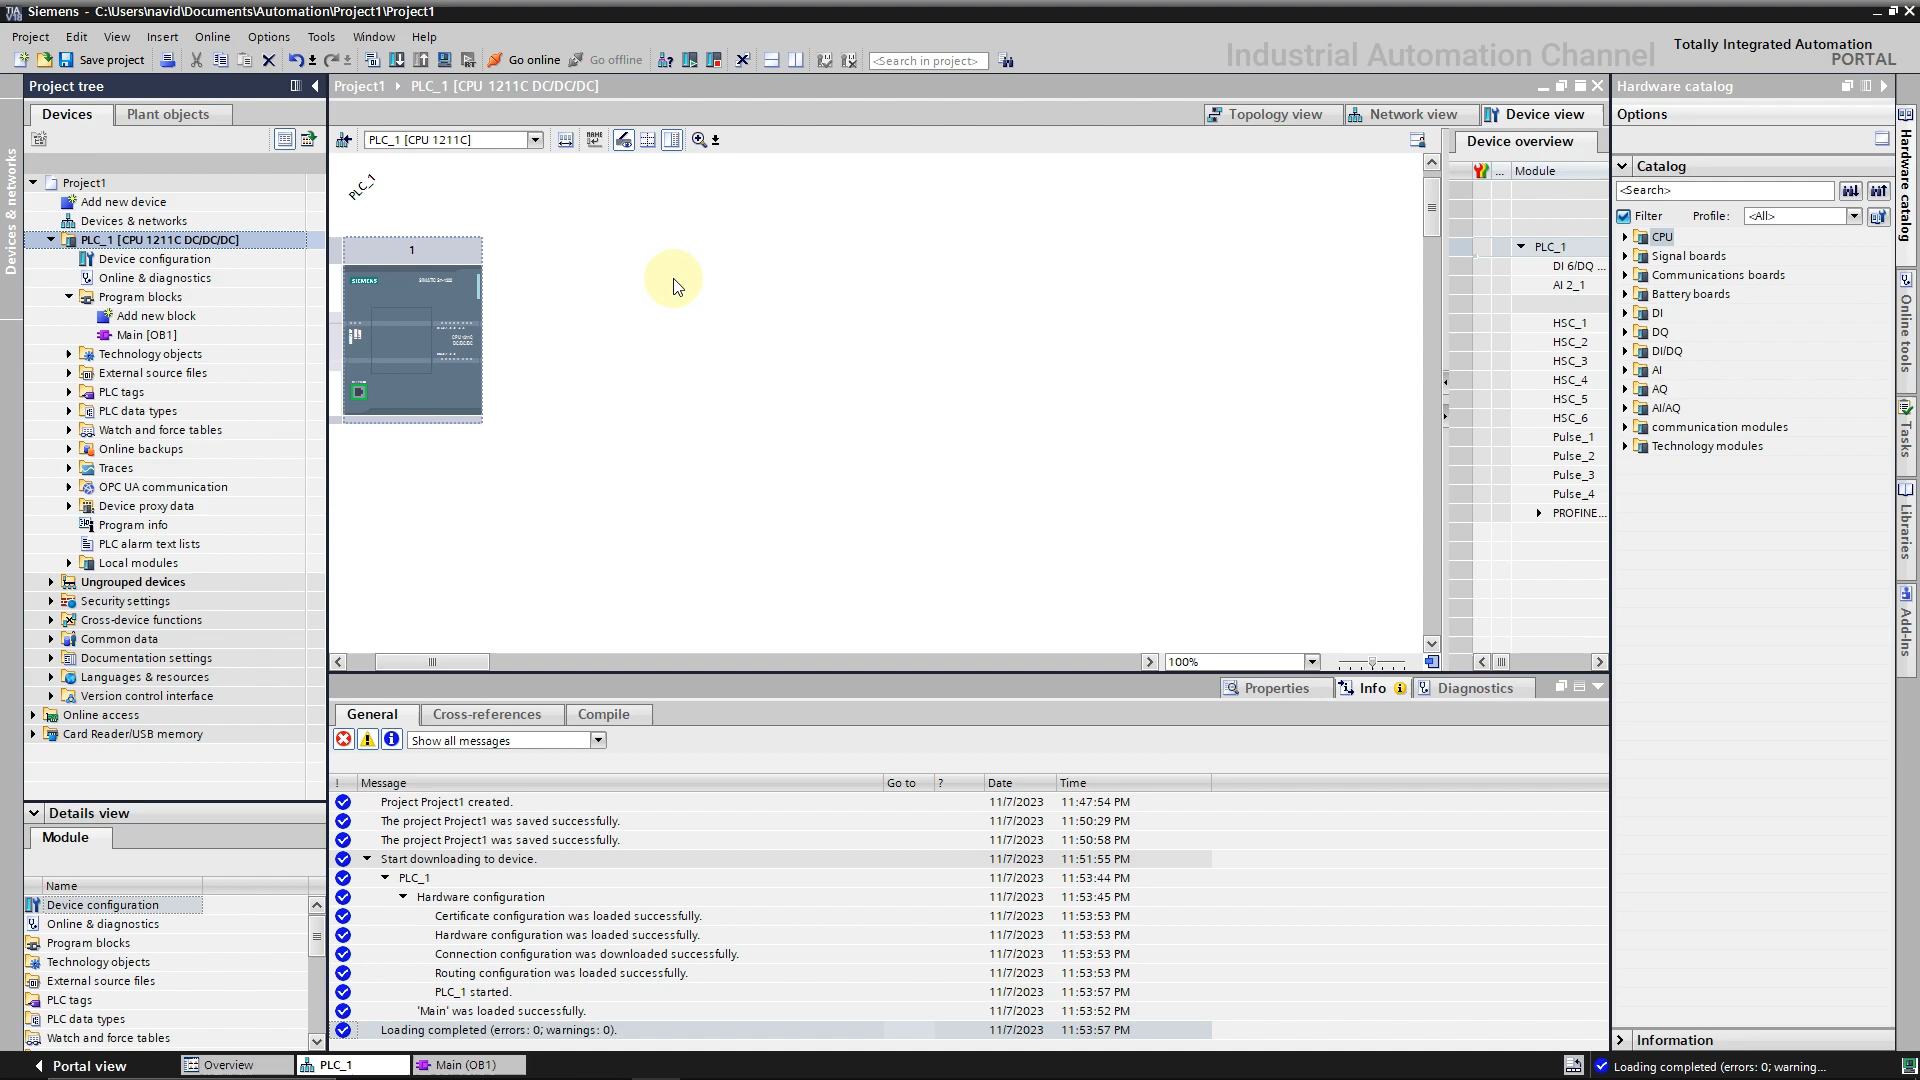 Siemens - C:\Users\navid\Documents\Automation\Project1\Project1
Project Edit View Insert Online Options Tools Window Help
Save project Go online Go offline <Search in project>
Industrial Automation Channel
Totally Integrated Automation
PORTAL
Project tree
Devices
Plant objects
Devices & networks
Project1
Add new device
Devices & networks
PLC_1 [CPU 1211C DC/DC/DC]
Device configuration
Online & diagnostics
Program blocks
Add new block
Main [OB1]
Technology objects
External source files
PLC tags
PLC data types
Watch and force tables
Online backups
Traces
OPC UA communication
Device proxy data
Program info
PLC alarm text lists
Local modules
Ungrouped devices
Security settings
Cross-device functions
Common data
Documentation settings
Languages & resources
Version control interface
Online access
Card Reader/USB memory
Details view
Module
Name
Device configuration
Online & diagnostics
Program blocks
Technology objects
External source files
PLC tags
PLC data types
Watch and force tables
Project1 PLC_1 [CPU 1211C DC/DC/DC]
Topology view Network view Device view
PLC_1 [CPU 1211C]
PLC_1
1
SIEMENS
100%
Device overview
... Module
PLC_1
DI 6/DQ ...
AI 2_1
HSC_1
HSC_2
HSC_3
HSC_4
HSC_5
HSC_6
Pulse_1
Pulse_2
Pulse_3
Pulse_4
PROFINE...
Properties Info Diagnostics
General Cross-references Compile
Show all messages
! Message Go to ? Date Time
Project Project1 created. 11/7/2023 11:47:54 PM
The project Project1 was saved successfully. 11/7/2023 11:50:29 PM
The project Project1 was saved successfully. 11/7/2023 11:50:58 PM
Start downloading to device. 11/7/2023 11:51:55 PM
PLC_1 11/7/2023 11:53:44 PM
Hardware configuration 11/7/2023 11:53:45 PM
Certificate configuration was loaded successfully. 11/7/2023 11:53:53 PM
Hardware configuration was loaded successfully. 11/7/2023 11:53:53 PM
Connection configuration was downloaded successfully. 11/7/2023 11:53:53 PM
Routing configuration was loaded successfully. 11/7/2023 11:53:53 PM
PLC_1 started. 11/7/2023 11:53:57 PM
'Main' was loaded successfully. 11/7/2023 11:53:52 PM
Loading completed (errors: 0; warnings: 0). 11/7/2023 11:53:57 PM
Hardware catalog
Options
Catalog
<Search>
Filter Profile: <All>
CPU
Signal boards
Communications boards
Battery boards
DI
DQ
DI/DQ
AI
AQ
AI/AQ
communication modules
Technology modules
Information
Hardware catalog
Online tools
Tasks
Libraries
Add-Ins
Portal view Overview PLC_1 Main (OB1) Loading completed (errors: 0; warning...